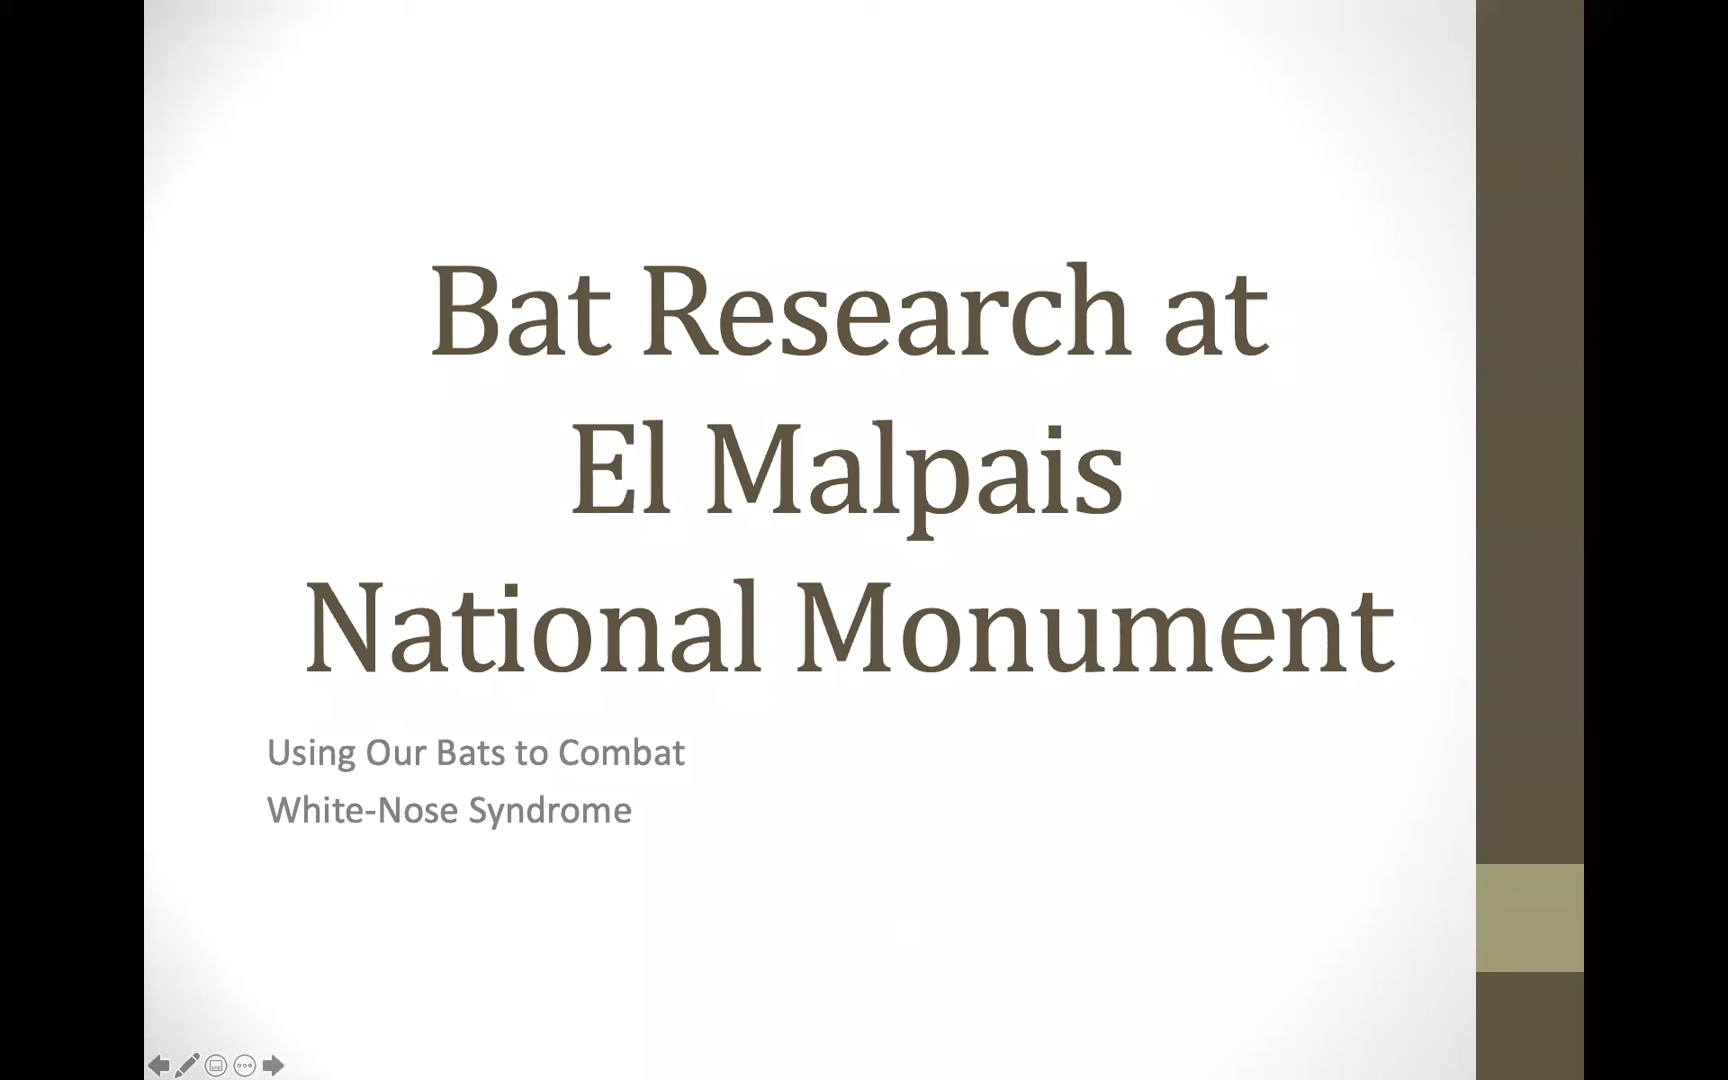 Bat Research at
El Malpais
National Monument
Using Our Bats to Combat
White-Nose Syndrome